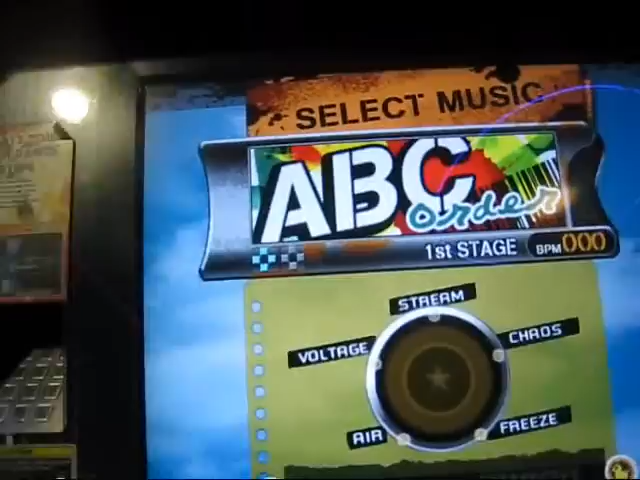 SELECT MUSIC
ABC
order
1st STAGE BPM 000
STREAM
VOLTAGE
CHAOS
AIR
FREEZE